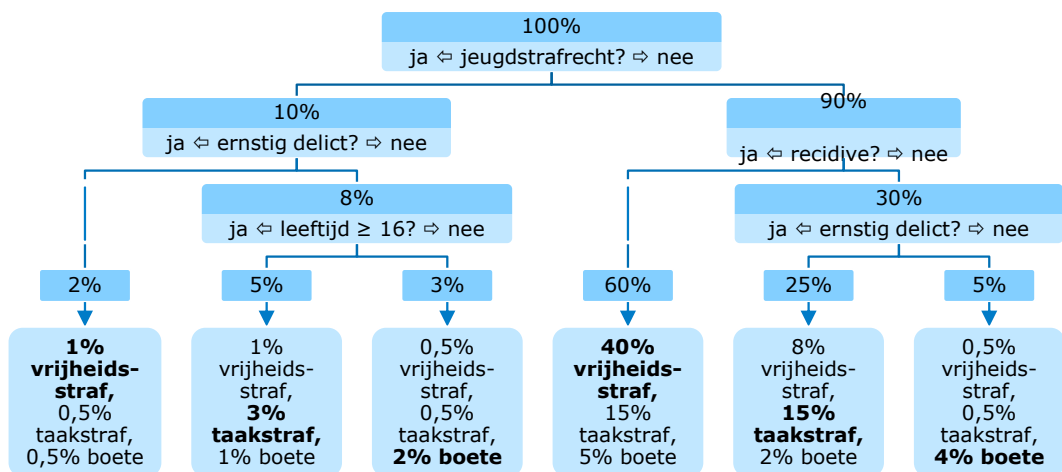 100%
ja ⇦ jeugdstrafrecht? ⇨ nee
10%
ja ⇦ ernstig delict? ⇨ nee
90%
ja ⇦ recidive? ⇨ nee
8%
ja ⇦ leeftijd ≥ 16? ⇨ nee
30%
ja ⇦ ernstig delict? ⇨ nee
2%
5%
3%
60%
25%
5%
1%
vrijheids-
straf,
0,5%
taakstraf,
0,5% boete
1%
vrijheids-
straf,
3%
taakstraf,
1% boete
0,5%
vrijheids-
straf,
0,5%
taakstraf,
2% boete
40%
vrijheids-
straf,
15%
taakstraf,
5% boete
8%
vrijheids-
straf,
15%
taakstraf,
2% boete
0,5%
vrijheids-
straf,
0,5%
taakstraf,
4% boete